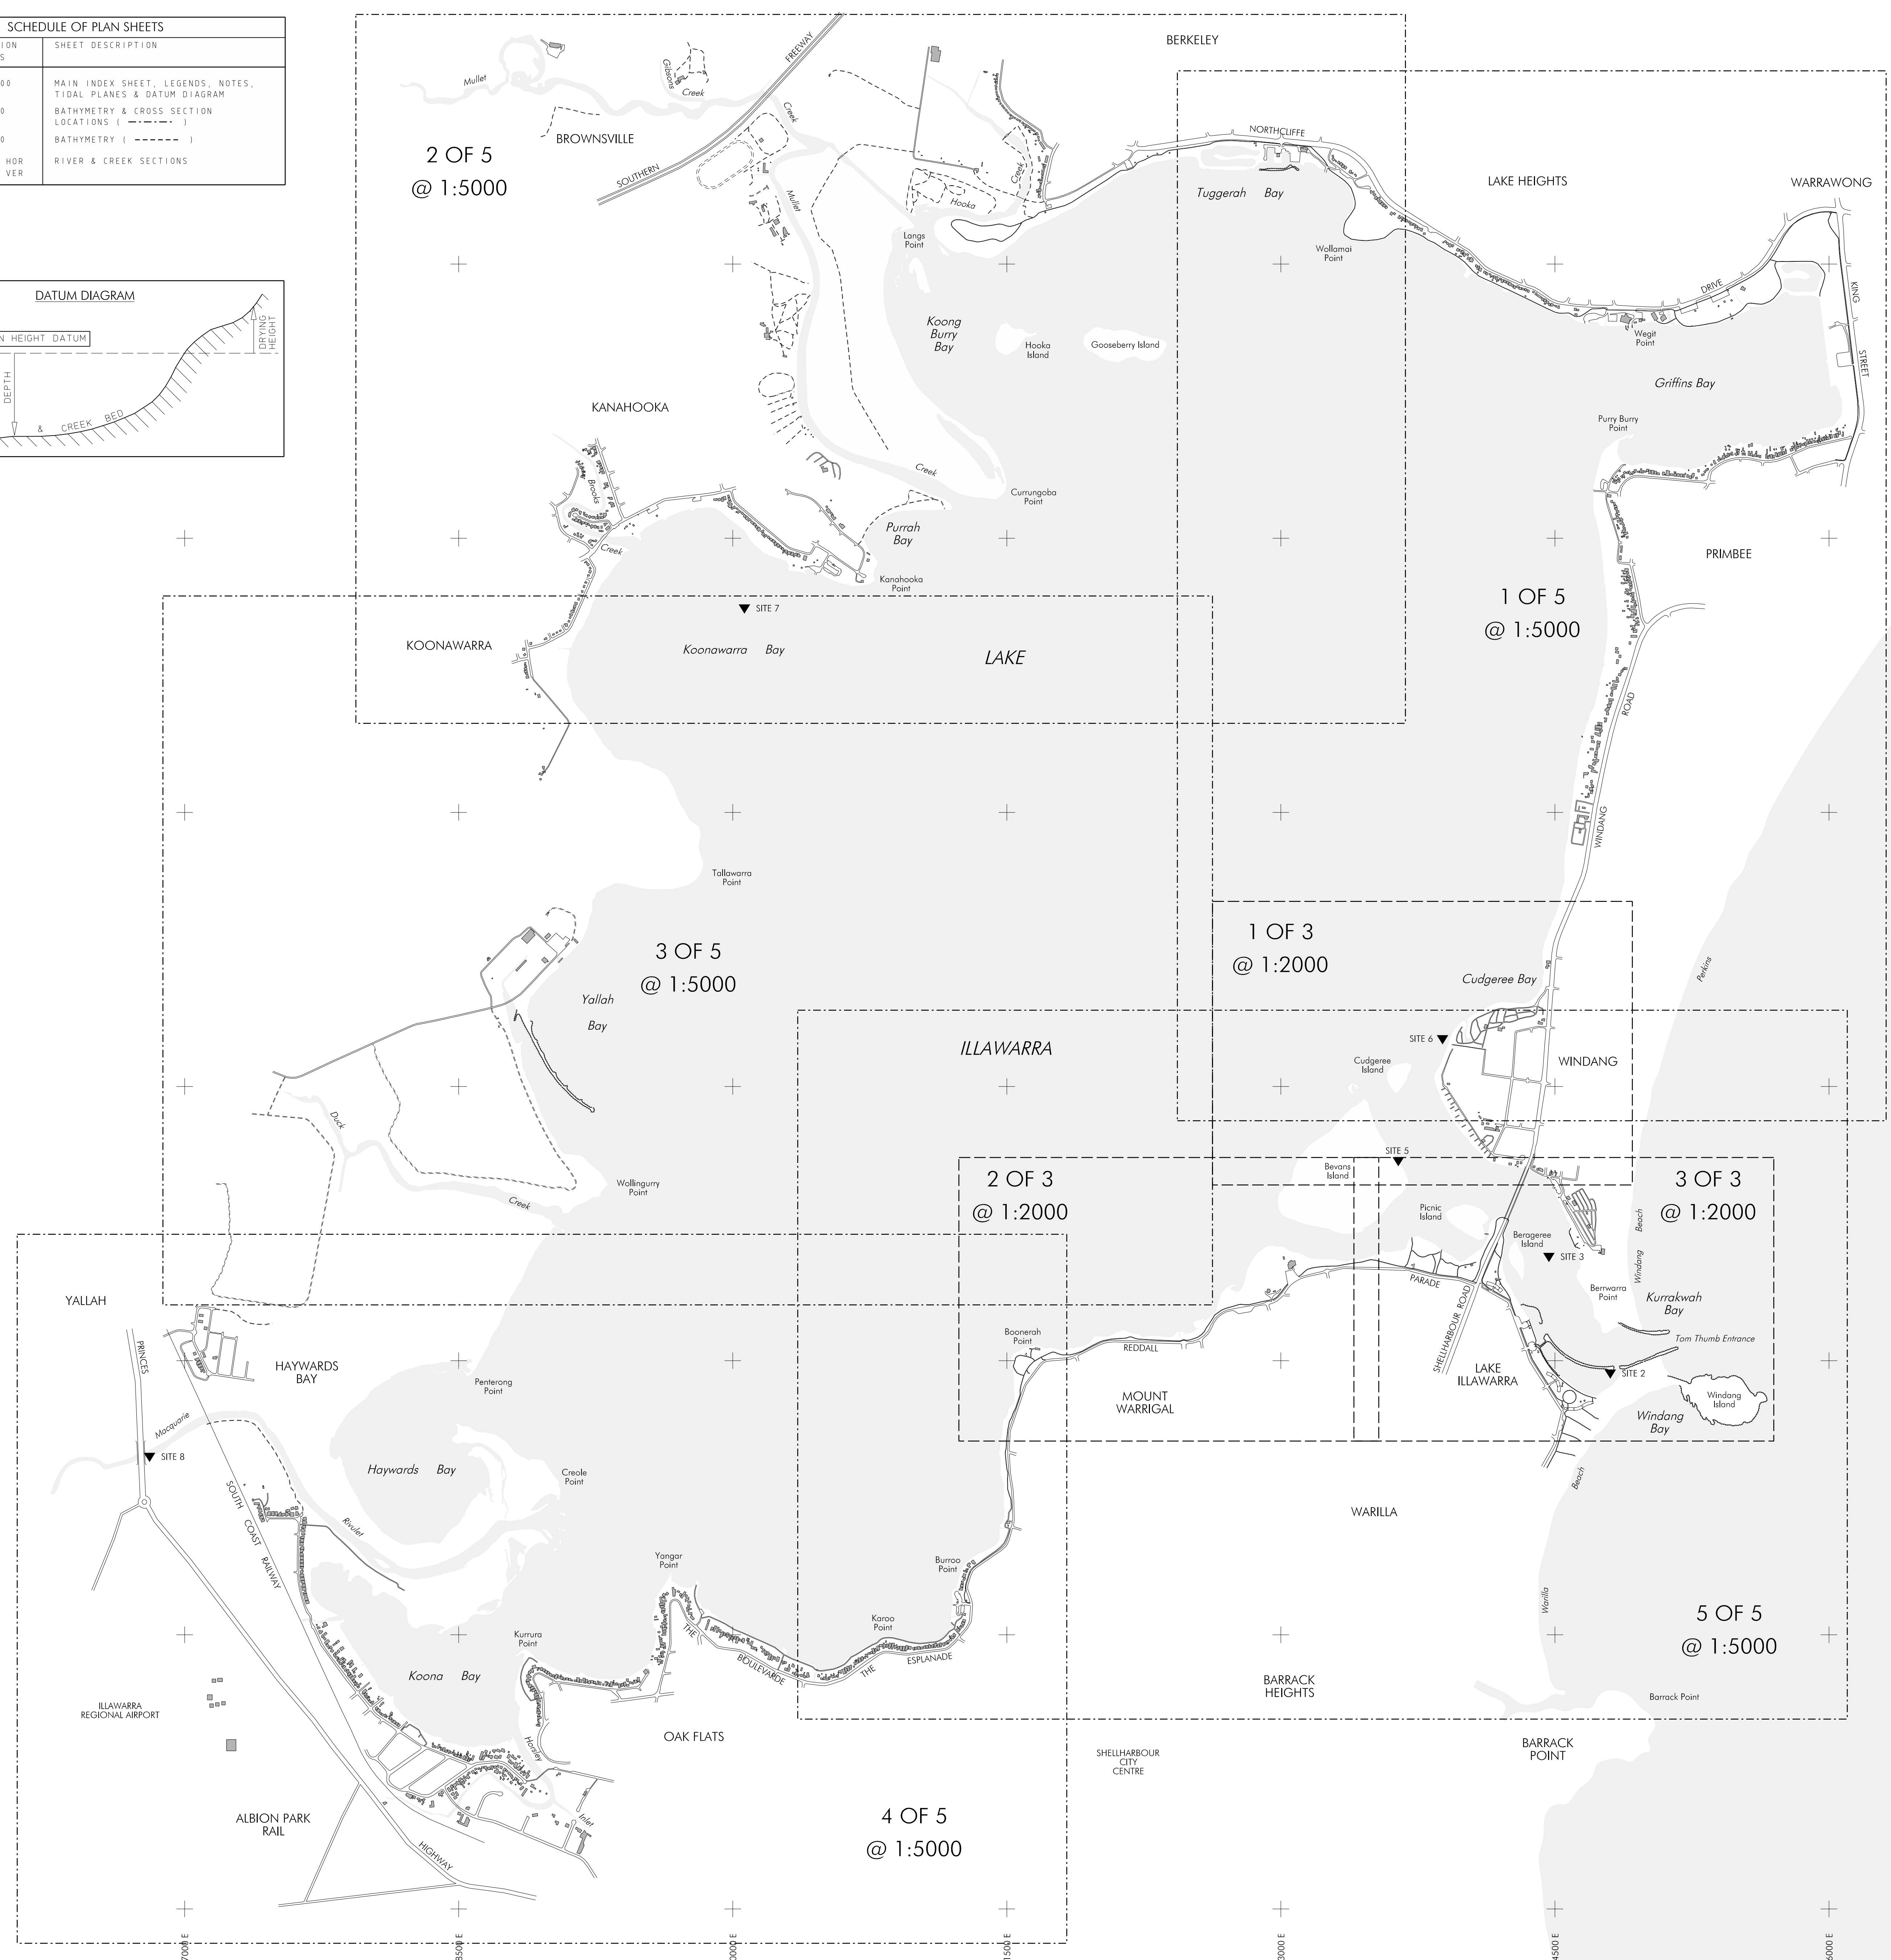 SCHEDULE OF PLAN SHEETS
SHEET DESCRIPTION
MAIN INDEX SHEET, LEGENDS, NOTES,
TIDAL PLANES & DATUM DIAGRAM
BATHYMETRY & CROSS SECTION
LOCATIONS ( )
BATHYMETRY ( )
HOR
RIVER & CREEK SECTIONS
VER
DATUM DIAGRAM
HEIGHT DATUM
DRYING
HEIGHT
DEPTH
& CREEK BED
BERKELEY
FREEWAY
Mullet
Gibsons
Creek
Creek
BROWNSVILLE
2 OF 5
@ 1:5000
SOUTHERN
Mullet
Creek
Hooka
NORTHCLIFFE
Tuggerah Bay
LAKE HEIGHTS
WARRAWONG
Langs
Point
Wollamai
Point
DRIVE
KING
STREET
Koong
Burry
Bay
Hooka
Island
Gooseberry Island
Wegit
Point
Griffins Bay
KANAHOOKA
Purry Burry
Point
Creek
Brooks
Creek
Currungoba
Point
Purrah
Bay
PRIMBEE
Kanahooka
Point
1 OF 5
@ 1:5000
SITE 7
KOONAWARRA
Koonawarra Bay
LAKE
ROAD
WINDANG
Tallawarra
Point
3 OF 5
@ 1:5000
1 OF 3
@ 1:2000
Cudgeree Bay
Perkins
Yallah
Bay
ILLAWARRA
SITE 6
Cudgeree
Island
WINDANG
Duck
Creek
Wollingurry
Point
2 OF 3
@ 1:2000
Bevans
Island
SITE 5
3 OF 3
@ 1:2000
Picnic
Island
Berageree
Island
SITE 3
Beach
Windang
YALLAH
PARADE
Berrwarra
Point
Kurrakwah
Bay
SHELLHARBOUR ROAD
Tom Thumb Entrance
PRINCES
Boonerah
Point
REDDALL
HAYWARDS
BAY
Penterong
Point
LAKE
ILLAWARRA
SITE 2
MOUNT
WARRIGAL
Windang
Island
Windang
Bay
Macquarie
SITE 8
Haywards Bay
Creole
Point
Beach
SOUTH COAST RAILWAY
Rivulet
WARILLA
Yangar
Point
Burroo
Point
Warilla
5 OF 5
@ 1:5000
Karoo
Point
Kurrura
Point
THE
BOULEVARDE
THE
ESPLANADE
Koona Bay
BARRACK
HEIGHTS
Barrack Point
ILLAWARRA
REGIONAL AIRPORT
OAK FLATS
Horsley
SHELLHARBOUR
CITY
CENTRE
BARRACK
POINT
4 OF 5
@ 1:5000
ALBION PARK
RAIL
Inlet
HIGHWAY